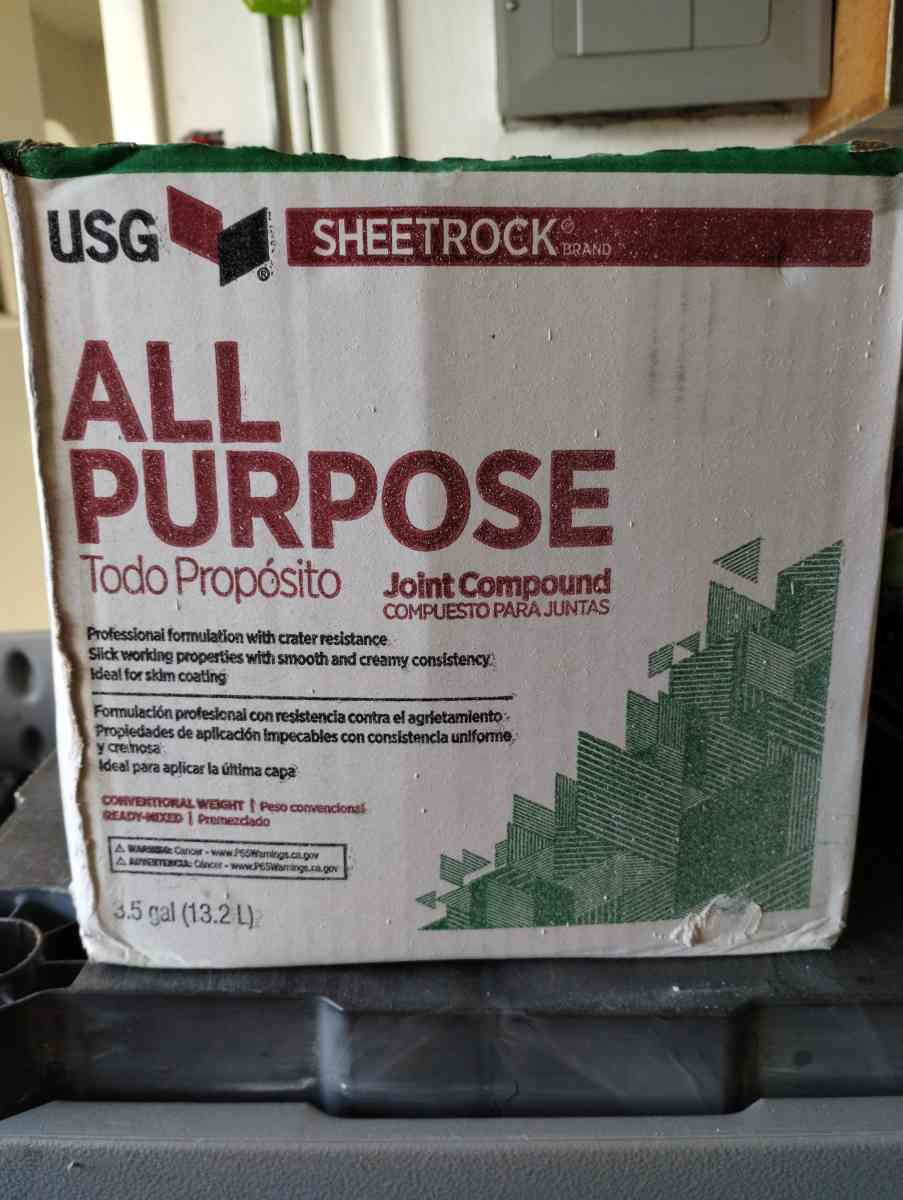 USG ® SHEETROCK® BRAND
ALL
PURPOSE
Todo Propósito
Joint Compound
COMPUESTO PARA JUNTAS
Professional formulation with crater resistance
Slick working properties with smooth and creamy consistency
Ideal for skim coating
Formulación profesional con resistencia contra el agrietamiento
Propiedades de aplicación impecables con consistencia uniforme
y cremosa
Ideal para aplicar la última capa
CONVENTIONAL WEIGHT | Peso convencional
READY-MIXED | Premezclado
⚠ WARNING: Cancer - www.P65Warnings.ca.gov
⚠ ADVERTENCIA: Cáncer - www.P65Warnings.ca.gov
3.5 gal (13.2 L)